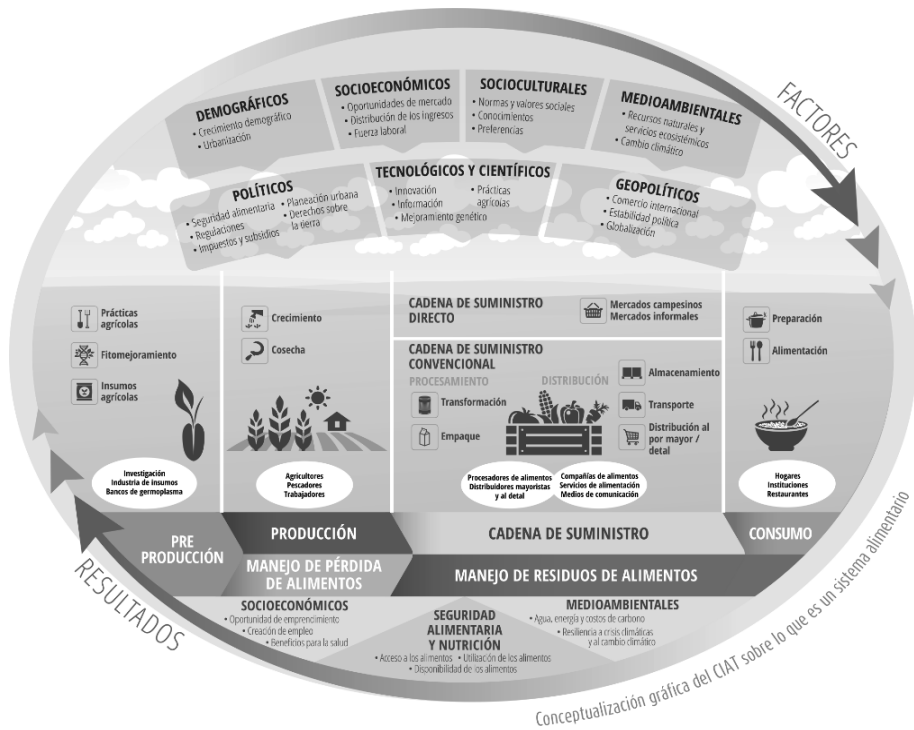 FACTORES
DEMOGRÁFICOS
• Crecimiento demográfico
• Urbanización
SOCIOECONÓMICOS
• Oportunidades de mercado
• Distribución de los ingresos
• Fuerza laboral
SOCIOCULTURALES
• Normas y valores sociales
• Conocimientos
• Preferencias
MEDIOAMBIENTALES
• Recursos naturales y
servicios ecosistémicos
• Cambio climático
POLÍTICOS
• Seguridad alimentaria
• Regulaciones
• Impuestos y subsidios
• Planeación urbana
• Derechos sobre
la tierra
TECNOLÓGICOS Y CIENTÍFICOS
• Innovación
• Información
• Mejoramiento genético
• Prácticas
agrícolas
GEOPOLÍTICOS
• Comercio internacional
• Estabilidad política
• Globalización
Prácticas
agrícolas
Fitomejoramiento
Insumos
agrícolas
Investigación
Industria de insumos
Bancos de germoplasma
Crecimiento
Cosecha
Agricultores
Pescadores
Trabajadores
CADENA DE SUMINISTRO
DIRECTO
Mercados campesinos
Mercados informales
CADENA DE SUMINISTRO
CONVENCIONAL
PROCESAMIENTO
Transformación
Empaque
DISTRIBUCIÓN
Almacenamiento
Transporte
Distribución al
por mayor /
detal
Procesadores de alimentos
Distribuidores mayoristas
y al detal
Compañías de alimentos
Servicios de alimentación
Medios de comunicación
Preparación
Alimentación
Hogares
Instituciones
Restaurantes
PRE
PRODUCCIÓN
PRODUCCIÓN
CADENA DE SUMINISTRO
CONSUMO
MANEJO DE PÉRDIDA
DE ALIMENTOS
MANEJO DE RESIDUOS DE ALIMENTOS
RESULTADOS
SOCIOECONÓMICOS
• Oportunidad de emprendimiento
• Creación de empleo
• Beneficios para la salud
SEGURIDAD
ALIMENTARIA
Y NUTRICIÓN
• Acceso a los alimentos • Utilización de los alimentos
• Disponibilidad de los alimentos
MEDIOAMBIENTALES
• Agua, energía y costos de carbono
• Resiliencia a crisis climáticas
y al cambio climático
Conceptualización gráfica del CIAT sobre lo que es un sistema alimentario